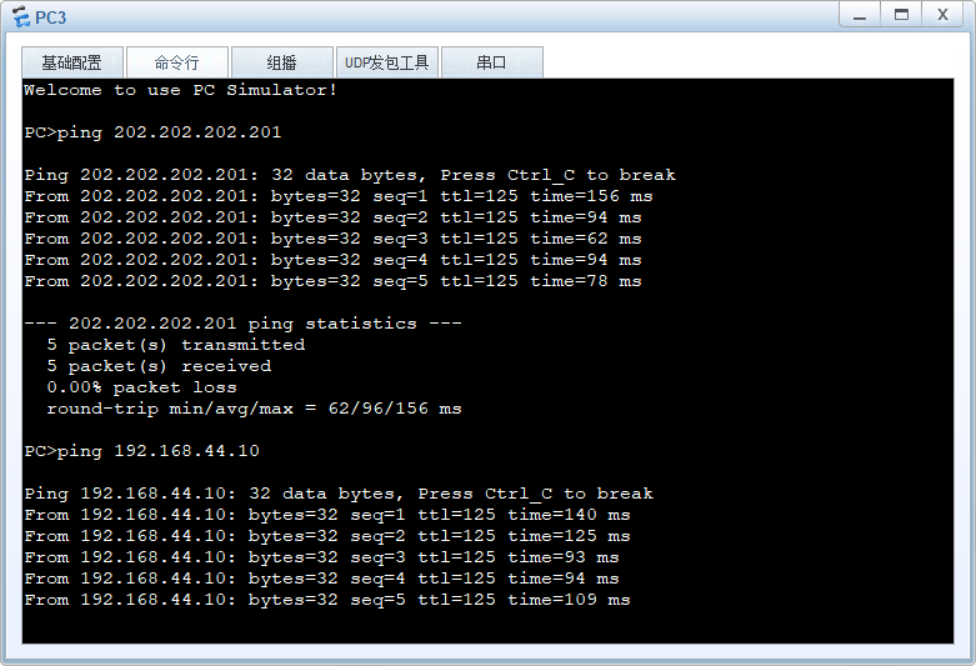 PC3
基础配置 命令行 组播 UDP发包工具 串口
Welcome to use PC Simulator!
PC>ping 202.202.202.201
Ping 202.202.202.201: 32 data bytes, Press Ctrl_C to break
From 202.202.202.201: bytes=32 seq=1 ttl=125 time=156 ms
From 202.202.202.201: bytes=32 seq=2 ttl=125 time=94 ms
From 202.202.202.201: bytes=32 seq=3 ttl=125 time=62 ms
From 202.202.202.201: bytes=32 seq=4 ttl=125 time=94 ms
From 202.202.202.201: bytes=32 seq=5 ttl=125 time=78 ms
--- 202.202.202.201 ping statistics ---
5 packet(s) transmitted
5 packet(s) received
0.00% packet loss
round-trip min/avg/max = 62/96/156 ms
PC>ping 192.168.44.10
Ping 192.168.44.10: 32 data bytes, Press Ctrl_C to break
From 192.168.44.10: bytes=32 seq=1 ttl=125 time=140 ms
From 192.168.44.10: bytes=32 seq=2 ttl=125 time=125 ms
From 192.168.44.10: bytes=32 seq=3 ttl=125 time=93 ms
From 192.168.44.10: bytes=32 seq=4 ttl=125 time=94 ms
From 192.168.44.10: bytes=32 seq=5 ttl=125 time=109 ms